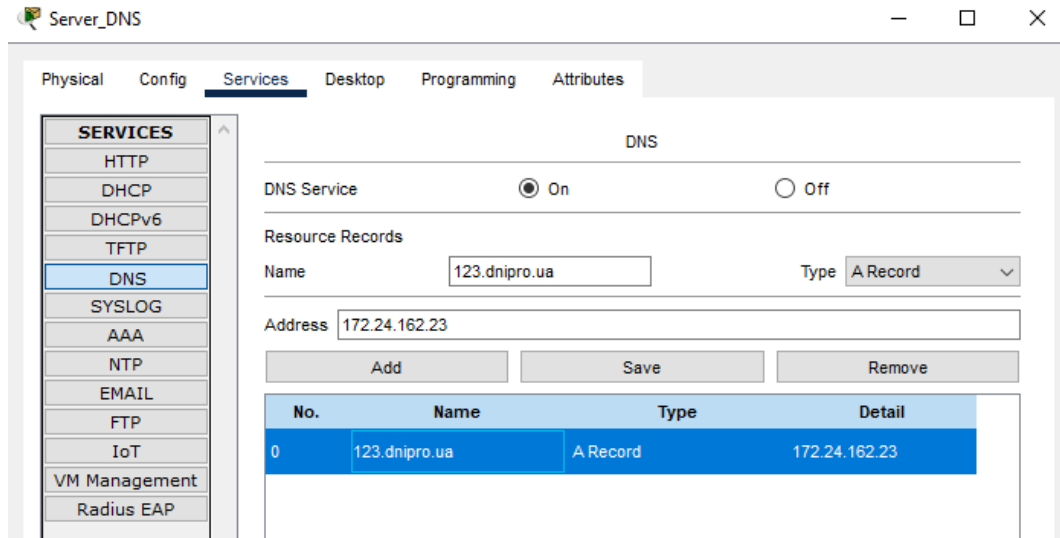 Server_DNS
Physical Config Services Desktop Programming Attributes
SERVICES
HTTP
DHCP
DHCPv6
TFTP
DNS
SYSLOG
AAA
NTP
EMAIL
FTP
IoT
VM Management
Radius EAP
DNS
DNS Service On Off
Resource Records
Name 123.dnipro.ua Type A Record
Address 172.24.162.23
Add Save Remove
No. Name Type Detail
0 123.dnipro.ua A Record 172.24.162.23